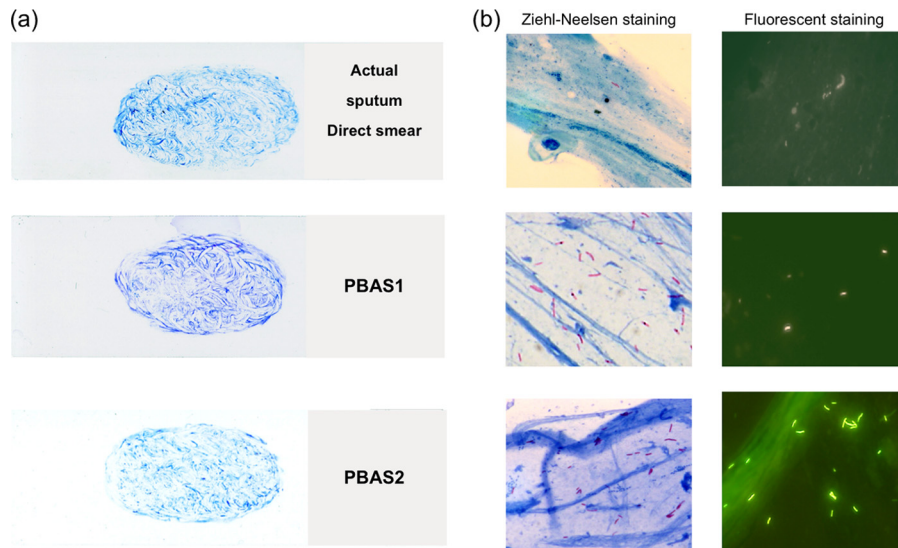 (a)
(b)
Ziehl-Neelsen staining
Fluorescent staining
Actual
sputum
Direct smear
PBAS1
PBAS2